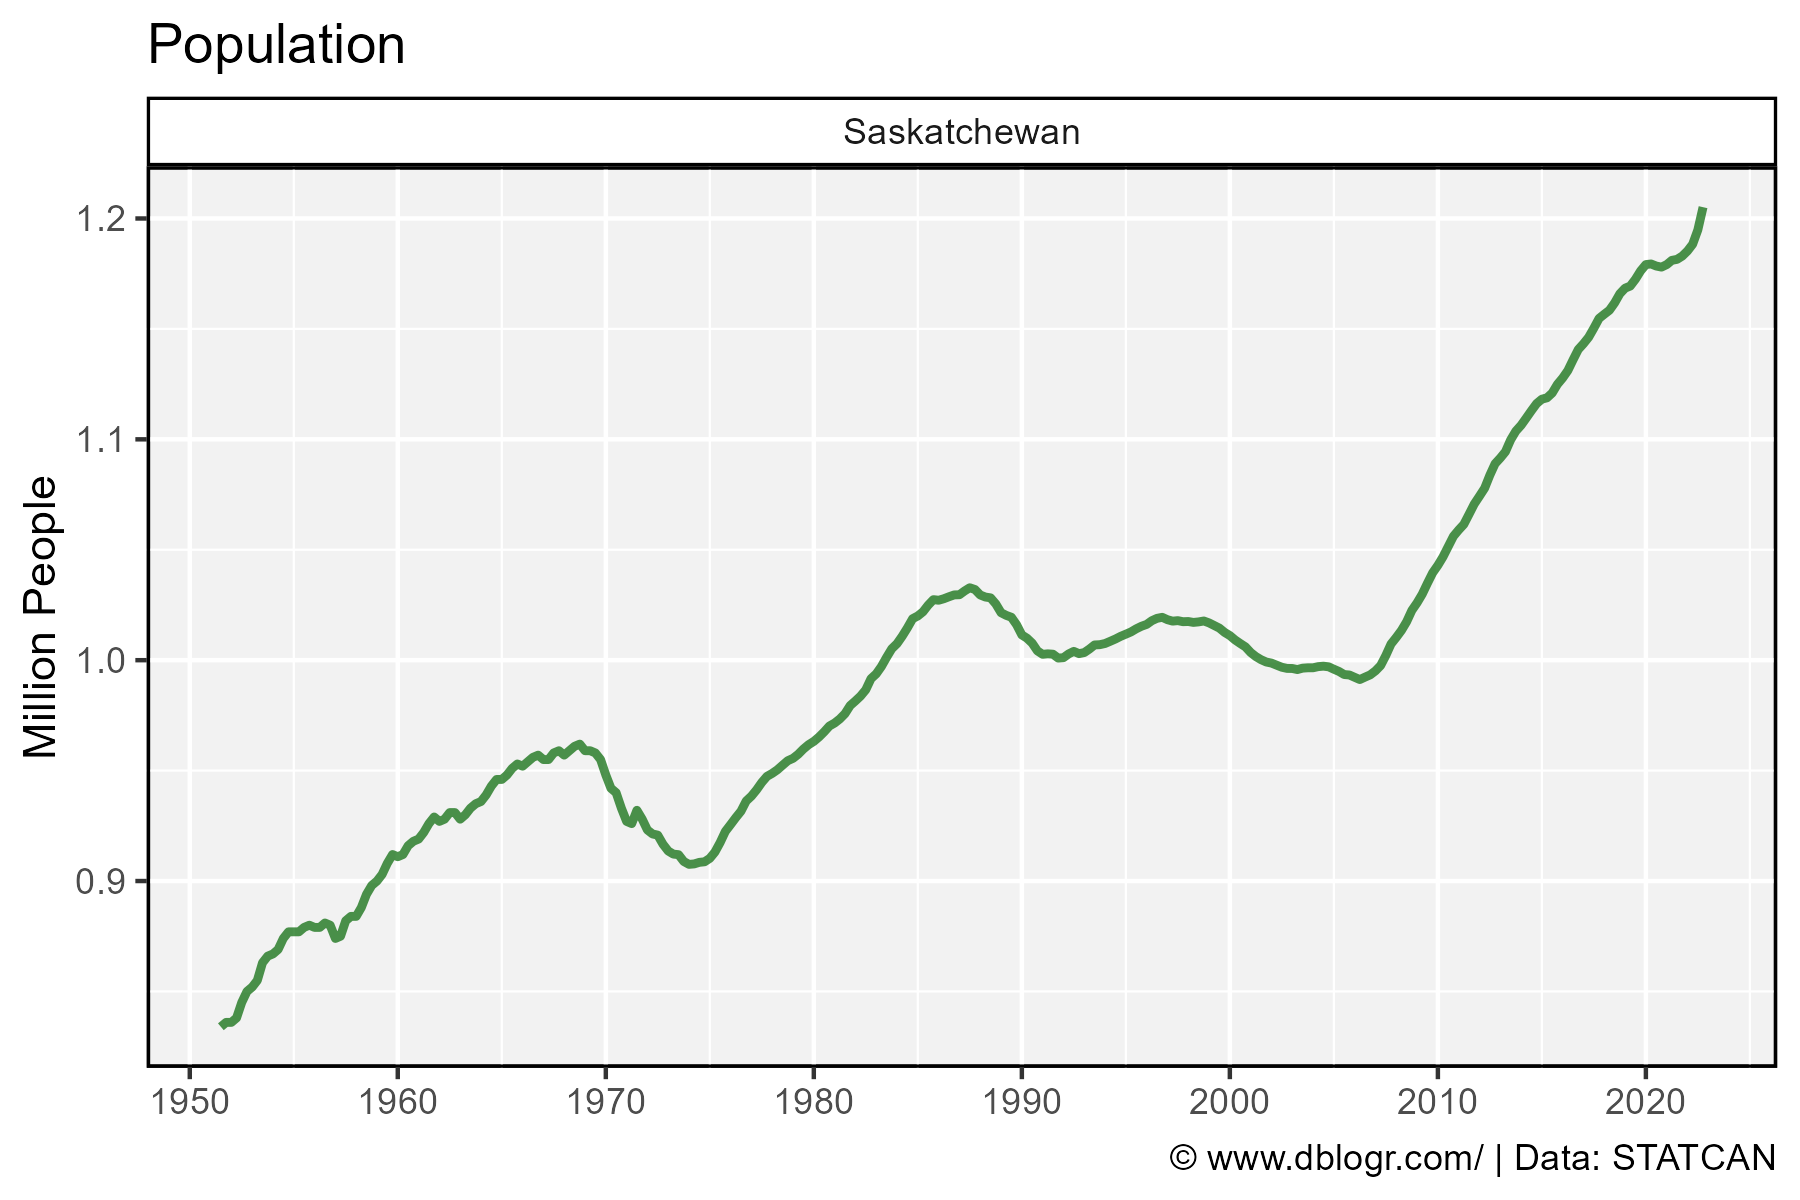 Population
Saskatchewan
Million People
1.2
1.1
1.0
0.9
1950 1960 1970 1980 1990 2000 2010 2020
© www.dblogr.com/ | Data: STATCAN